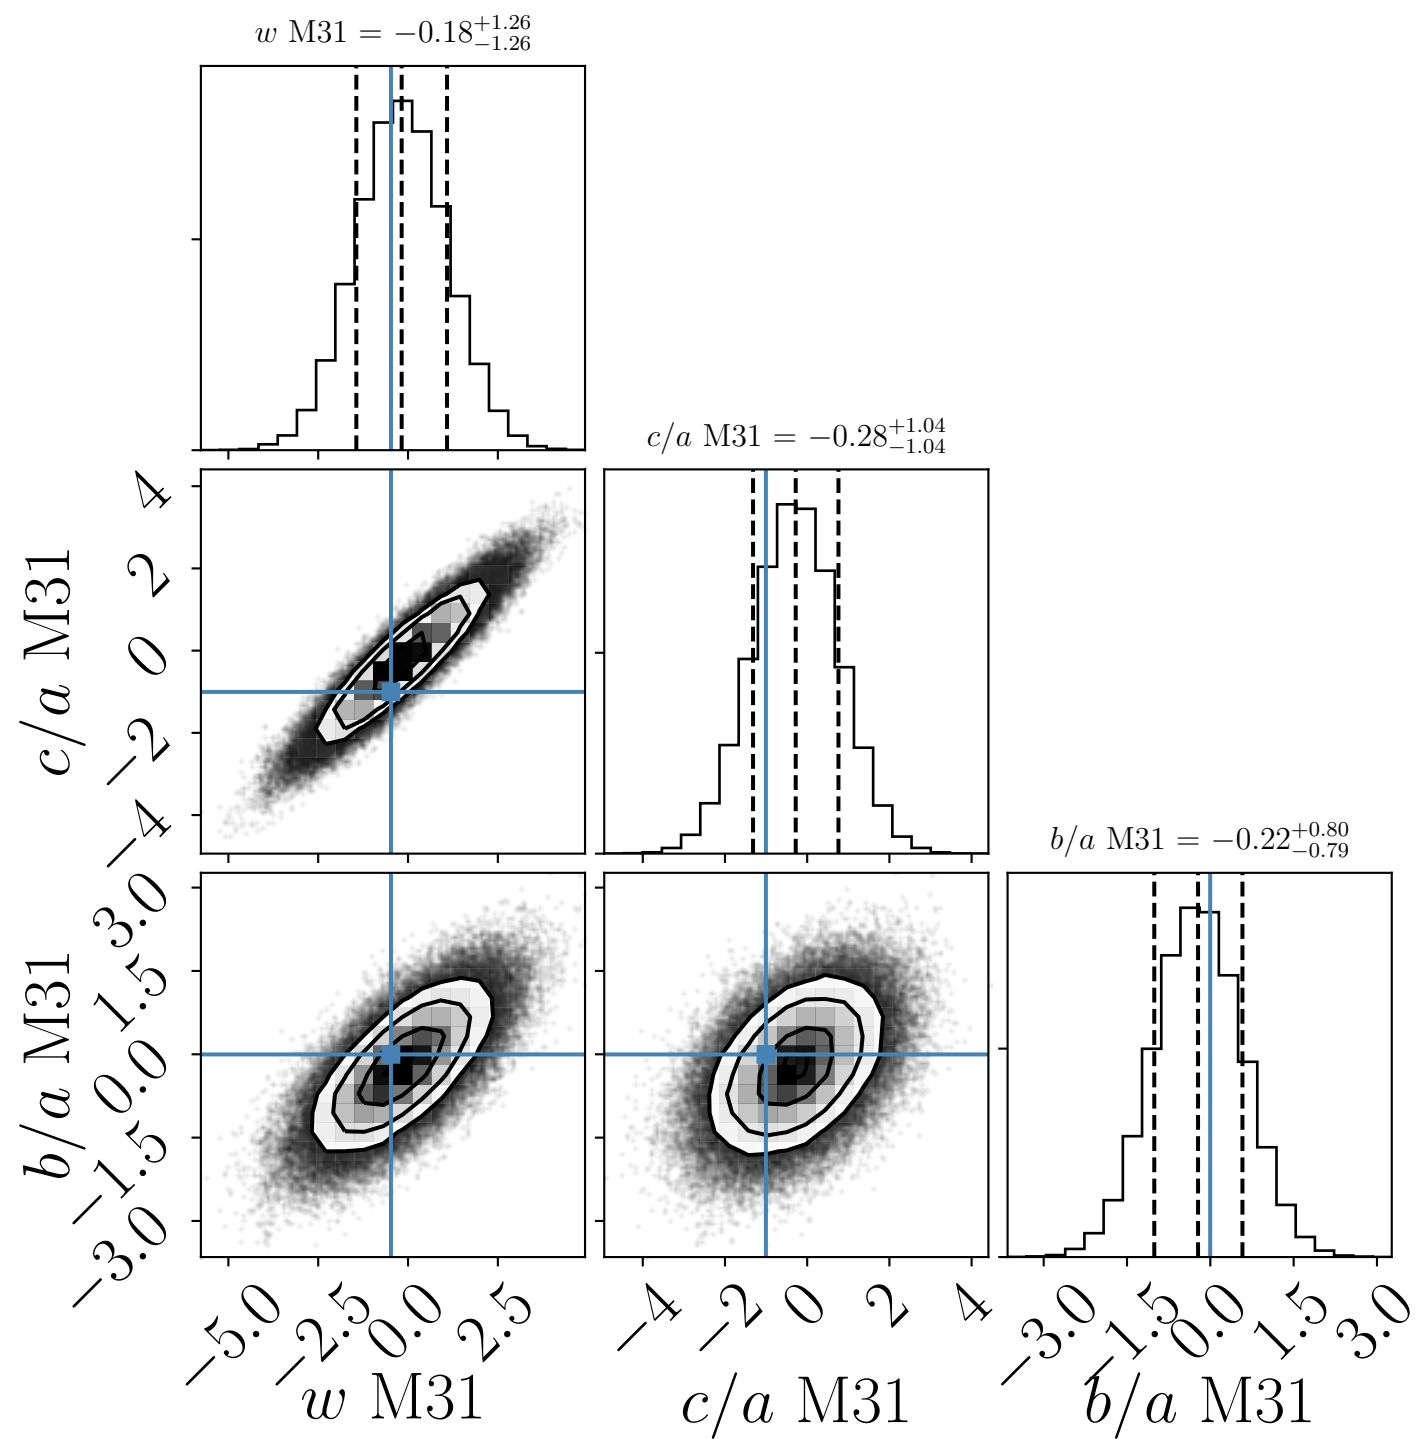 w M31 = −0.18+1.26−1.26
4
2
0
−2
−4
c/a M31
c/a M31 = −0.28+1.04−1.04
3.0
1.5
0.0
−1.5
−3.0
b/a M31
b/a M31 = −0.22+0.80−0.79
−5.0 −2.5 0.0 2.5
w M31
−4 −2 0 2 4
c/a M31
−3.0 −1.5 0.0 1.5 3.0
b/a M31